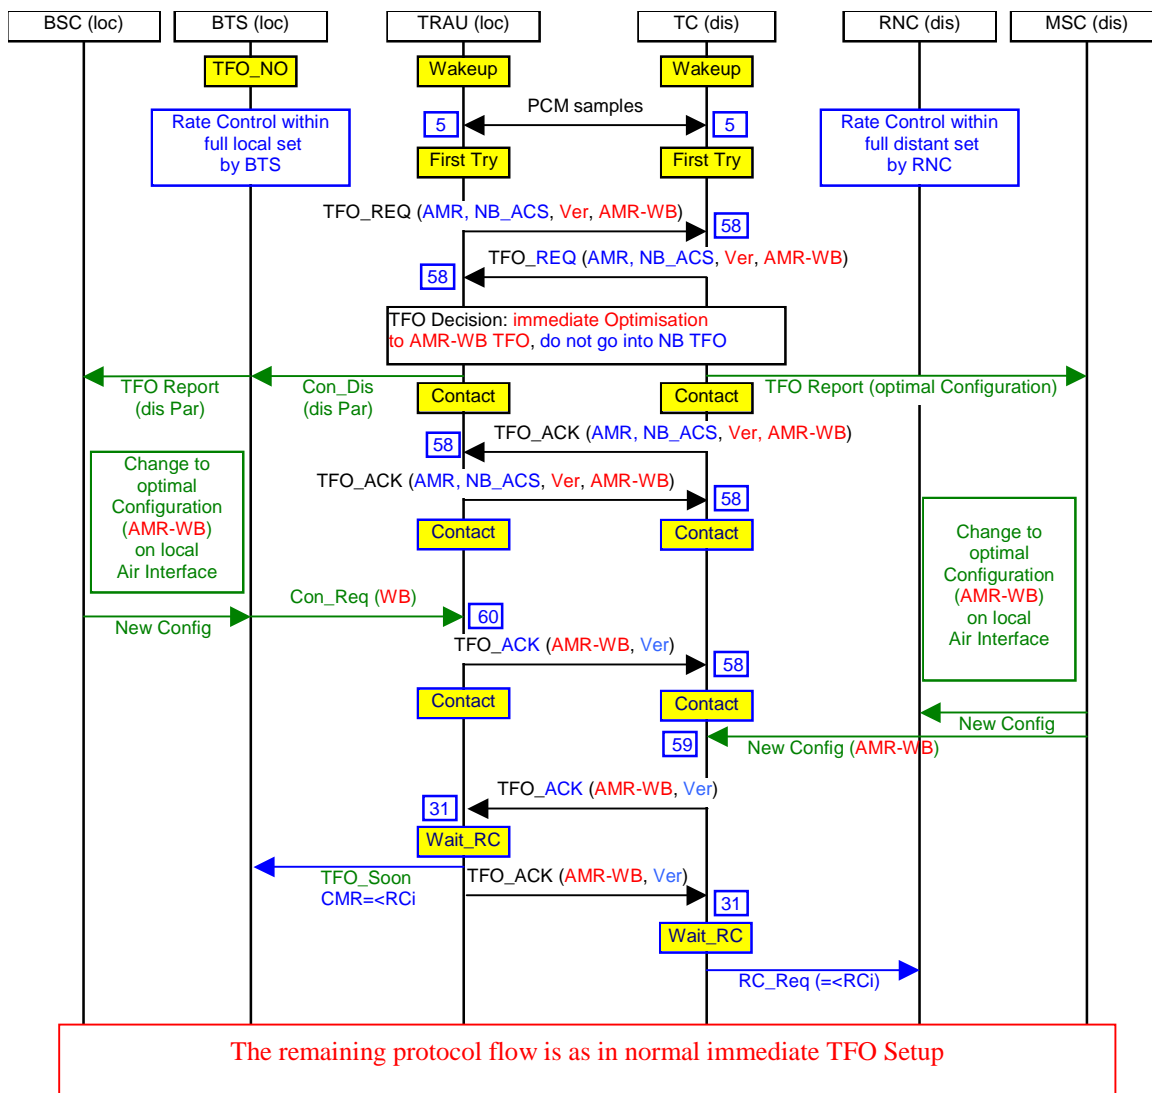 BSC (loc)
BTS (loc)
TRAU (loc)
TC (dis)
RNC (dis)
MSC (dis)
TFO_NO
Wakeup
Wakeup
PCM samples
5
5
Rate Control within
full local set
by BTS
Rate Control within
full distant set
by RNC
First Try
First Try
TFO_REQ (AMR, NB_ACS, Ver, AMR-WB)
58
TFO_REQ (AMR, NB_ACS, Ver, AMR-WB)
58
TFO Decision: immediate Optimisation
to AMR-WB TFO, do not go into NB TFO
TFO Report
(dis Par)
Con_Dis
(dis Par)
Contact
Contact
TFO Report (optimal Configuration)
TFO_ACK (AMR, NB_ACS, Ver, AMR-WB)
58
TFO_ACK (AMR, NB_ACS, Ver, AMR-WB)
58
Change to
optimal
Configuration
(AMR-WB)
on local
Air Interface
Contact
Contact
Change to
optimal
Configuration
(AMR-WB)
on local
Air Interface
New Config
Con_Req (WB)
60
TFO_ACK (AMR-WB, Ver)
58
Contact
Contact
New Config
59
New Config (AMR-WB)
TFO_ACK (AMR-WB, Ver)
31
Wait_RC
TFO_Soon
CMR=<RCi
TFO_ACK (AMR-WB, Ver)
31
Wait_RC
RC_Req (=<RCi)
The remaining protocol flow is as in normal immediate TFO Setup